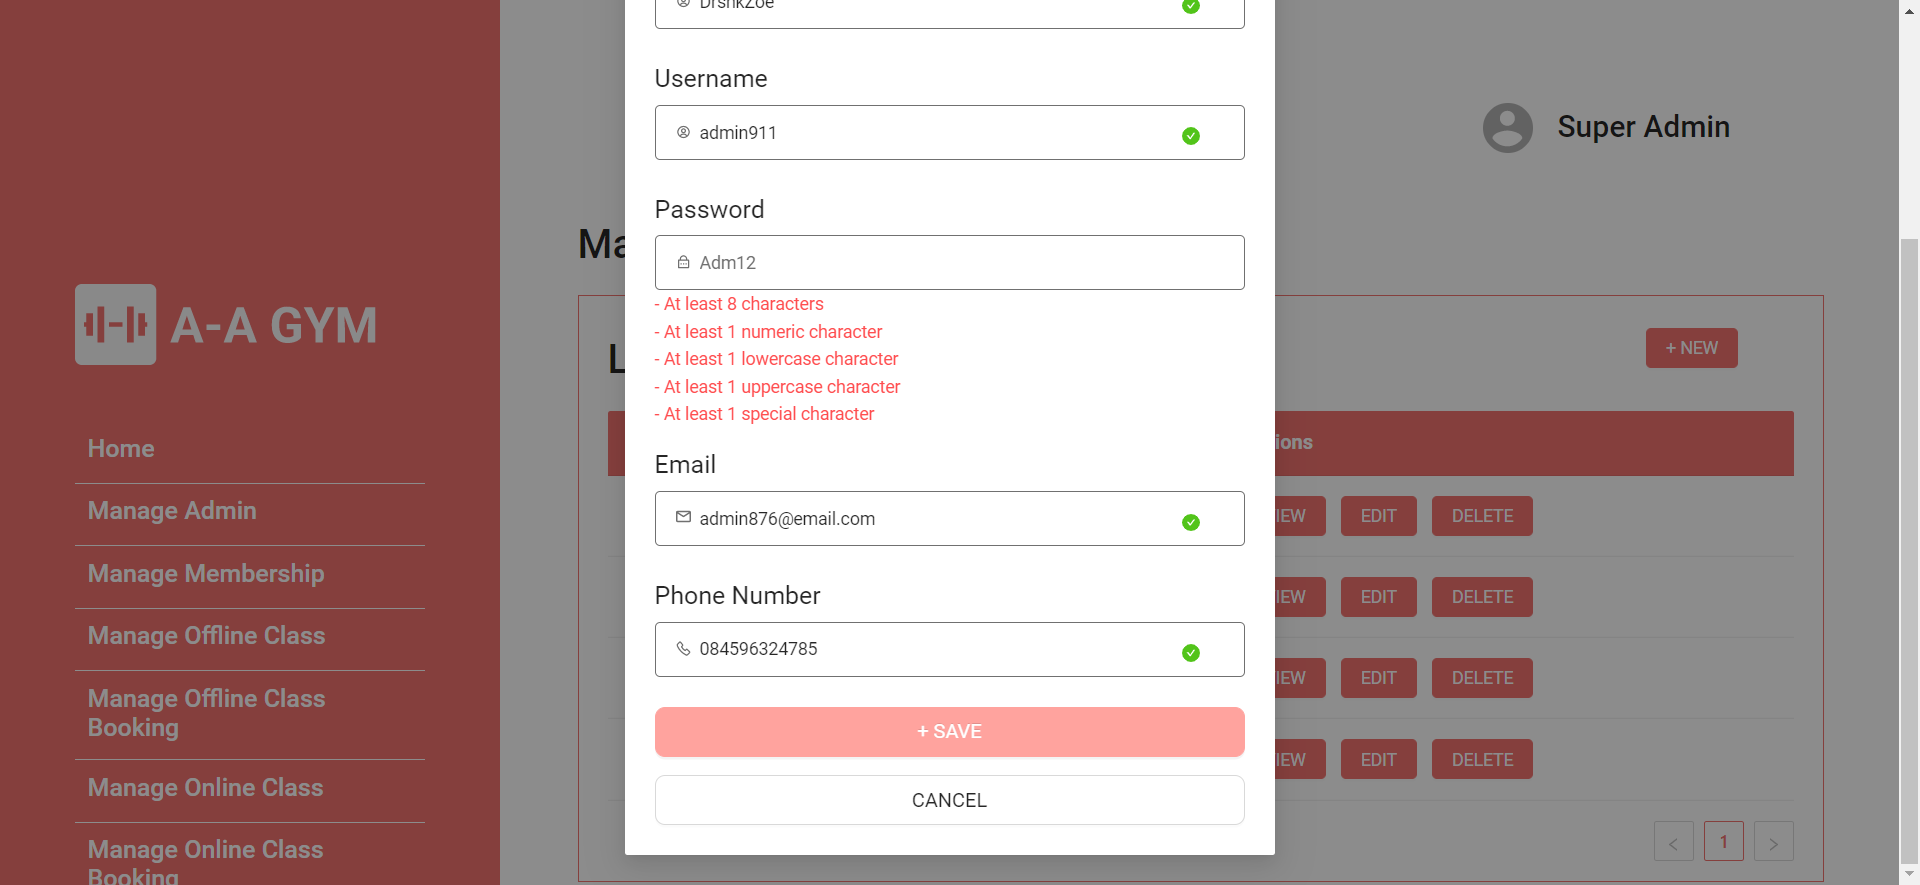 A-A GYM
Home
Manage Admin
Manage Membership
Manage Offline Class
Manage Offline Class
Booking
Manage Online Class
Manage Online Class
Booking
Super Admin
Ma
L
+ NEW
ions
IEW EDIT DELETE
IEW EDIT DELETE
IEW EDIT DELETE
IEW EDIT DELETE
< 1 >
DrshkZoe
Username
admin911
Password
Adm12
- At least 8 characters
- At least 1 numeric character
- At least 1 lowercase character
- At least 1 uppercase character
- At least 1 special character
Email
admin876@email.com
Phone Number
084596324785
+ SAVE
CANCEL